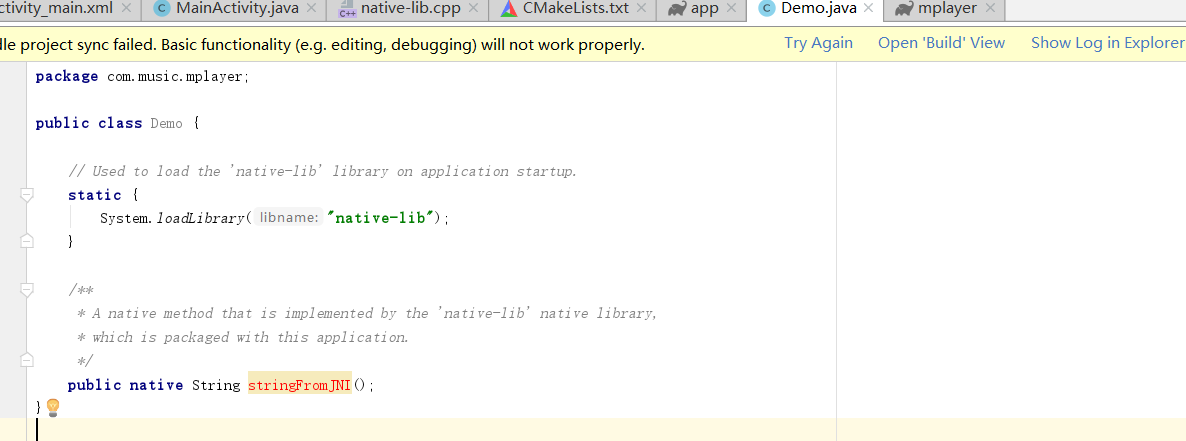 ctivity_main.xml MainActivity.java native-lib.cpp CMakeLists.txt app Demo.java mplayer
le project sync failed. Basic functionality (e.g. editing, debugging) will not work properly. Try Again Open 'Build' View Show Log in Explorer
package com.music.mplayer;
public class Demo {
// Used to load the 'native-lib' library on application startup.
static {
System.loadLibrary( libname: "native-lib");
}
/**
* A native method that is implemented by the 'native-lib' native library,
* which is packaged with this application.
*/
public native String stringFromJNI();
}